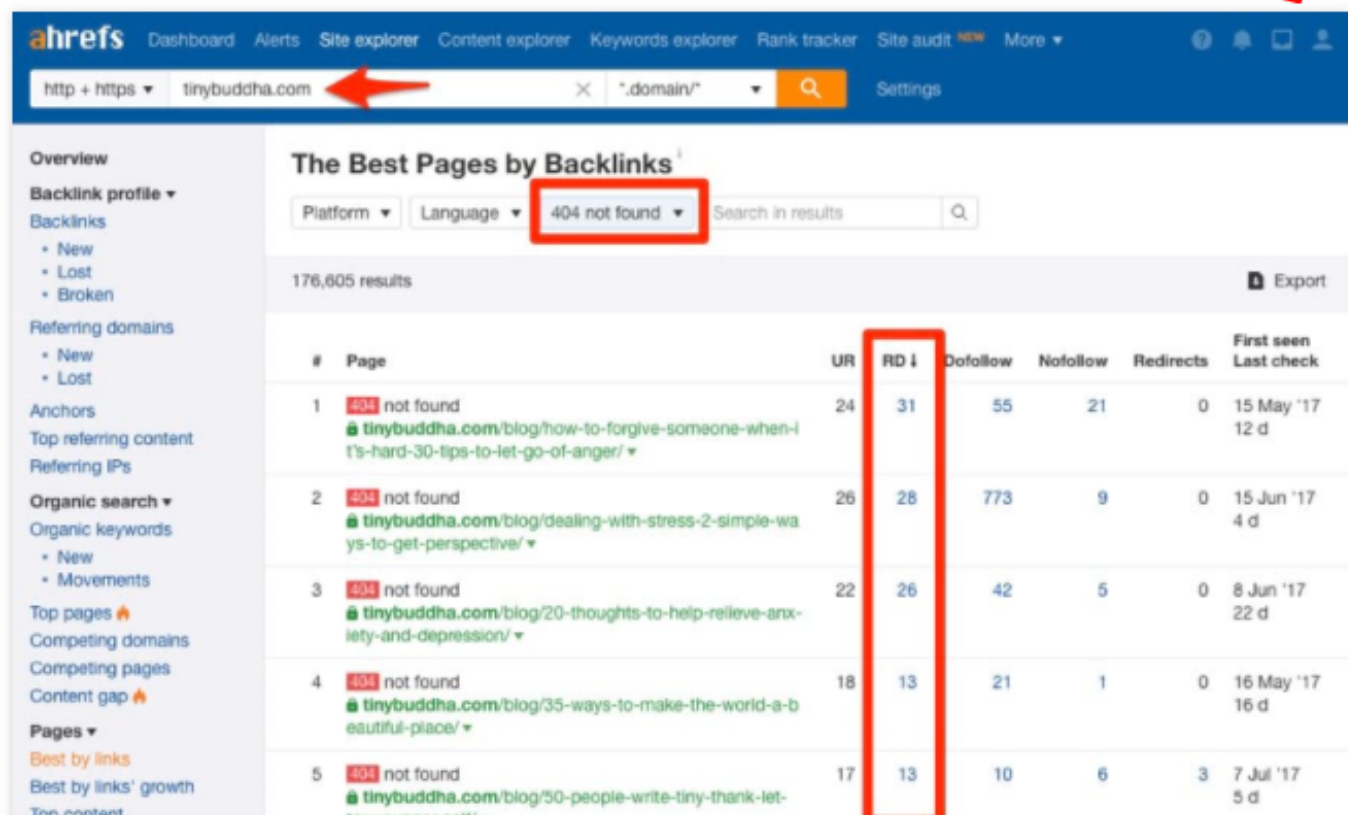 ahrefs Dashboard Alerts Site explorer Content explorer Keywords explorer Rank tracker Site audit NEW More
http + https tinybuddha.com *.domain/* Settings
Overview
Backlink profile
Backlinks
• New
• Lost
• Broken
Referring domains
• New
• Lost
Anchors
Top referring content
Referring IPs
Organic search
Organic keywords
• New
• Movements
Top pages
Competing domains
Competing pages
Content gap
Pages
Best by links
Best by links' growth
Top content
The Best Pages by Backlinks i
Platform Language 404 not found Search in results
176,605 results Export
# Page UR RD↓ Dofollow Nofollow Redirects First seen
Last check
1 404 not found 24 31 55 21 0 15 May '17
tinybuddha.com/blog/how-to-forgive-someone-when-i 12 d
t's-hard-30-tips-to-let-go-of-anger/
2 404 not found 26 28 773 9 0 15 Jun '17
tinybuddha.com/blog/dealing-with-stress-2-simple-wa 4 d
ys-to-get-perspective/
3 404 not found 22 26 42 5 0 8 Jun '17
tinybuddha.com/blog/20-thoughts-to-help-relieve-anx- 22 d
iety-and-depression/
4 404 not found 18 13 21 1 0 16 May '17
tinybuddha.com/blog/35-ways-to-make-the-world-a-b 16 d
eautiful-place/
5 404 not found 17 13 10 6 3 7 Jul '17
tinybuddha.com/blog/50-people-write-tiny-thank-let- 5 d